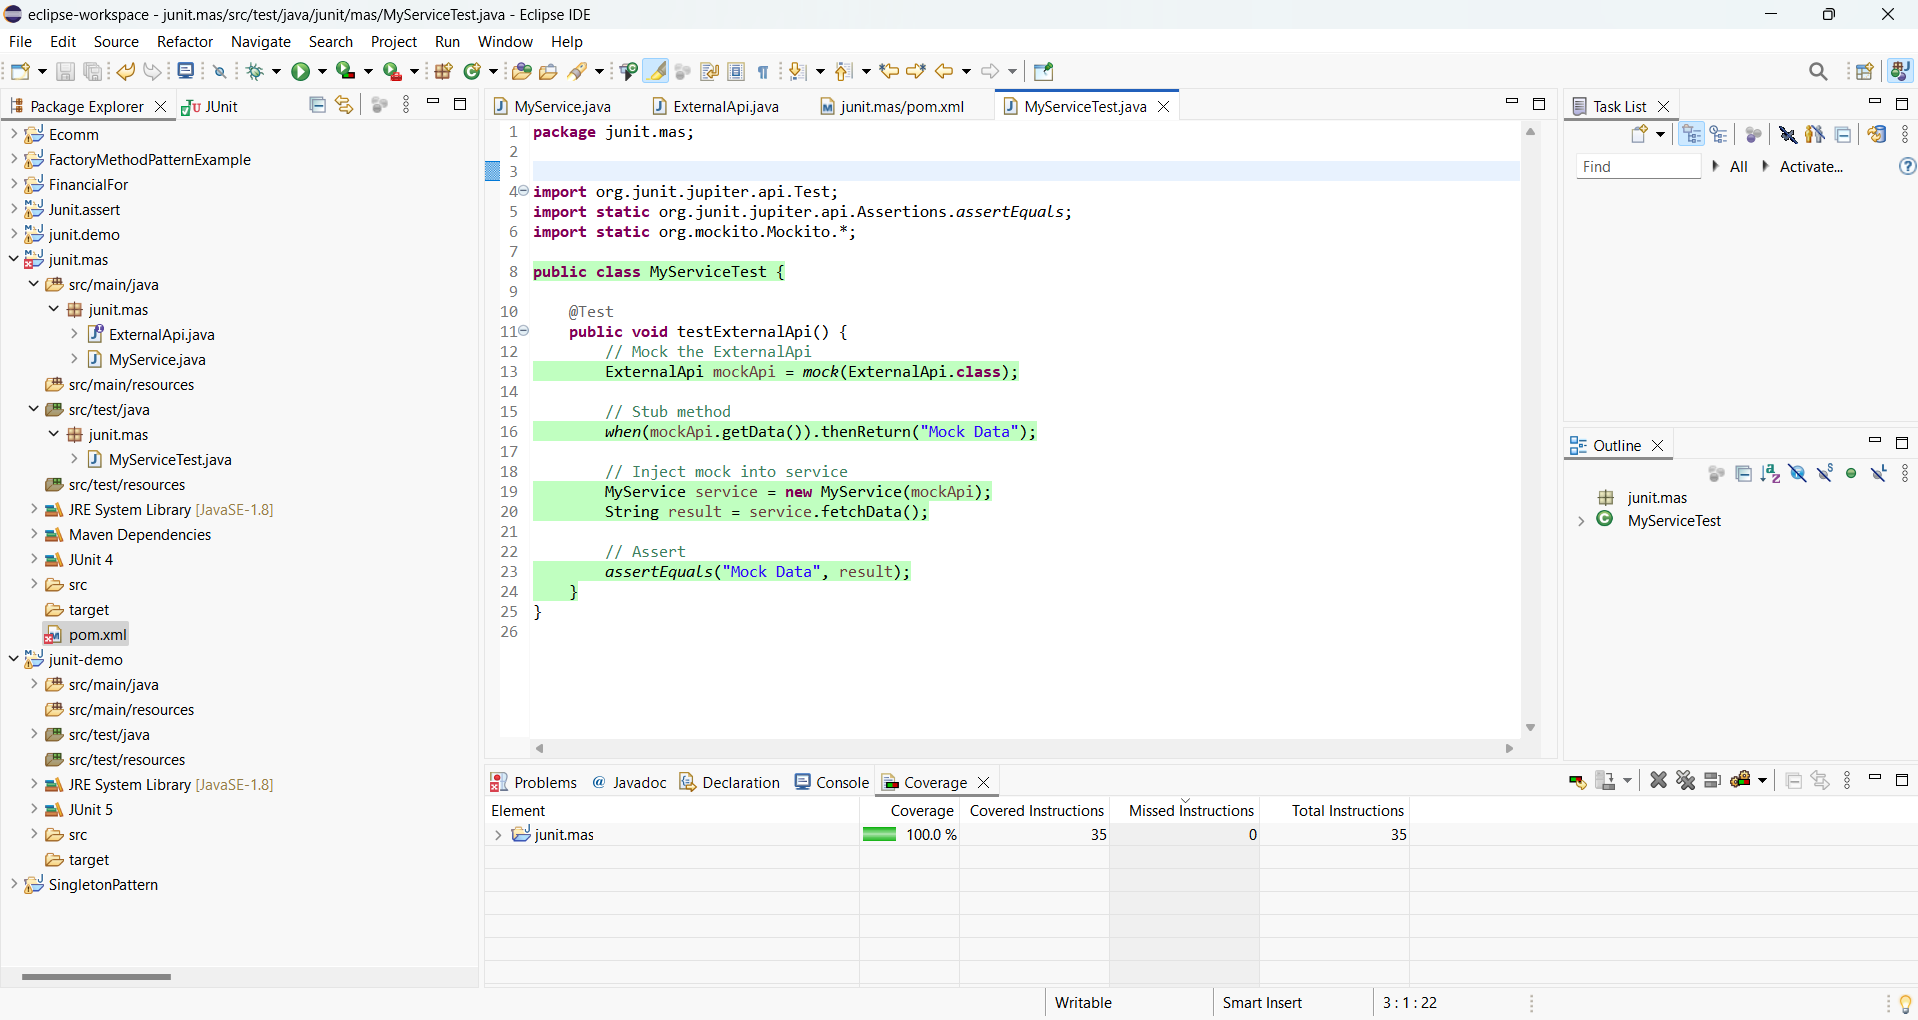 eclipse-workspace - junit.mas/src/test/java/junit/mas/MyServiceTest.java - Eclipse IDE
File Edit Source Refactor Navigate Search Project Run Window Help
Package Explorer JUnit
Ecomm
FactoryMethodPatternExample
FinancialFor
Junit.assert
junit.demo
junit.mas
src/main/java
junit.mas
ExternalApi.java
MyService.java
src/main/resources
src/test/java
junit.mas
MyServiceTest.java
src/test/resources
JRE System Library [JavaSE-1.8]
Maven Dependencies
JUnit 4
src
target
pom.xml
junit-demo
src/main/java
src/main/resources
src/test/java
src/test/resources
JRE System Library [JavaSE-1.8]
JUnit 5
src
target
SingletonPattern
MyService.java ExternalApi.java junit.mas/pom.xml MyServiceTest.java
1 package junit.mas;
2
3
4 import org.junit.jupiter.api.Test;
5 import static org.junit.jupiter.api.Assertions.assertEquals;
6 import static org.mockito.Mockito.*;
7
8 public class MyServiceTest {
9
10 @Test
11 public void testExternalApi() {
12 // Mock the ExternalApi
13 ExternalApi mockApi = mock(ExternalApi.class);
14
15 // Stub method
16 when(mockApi.getData()).thenReturn("Mock Data");
17
18 // Inject mock into service
19 MyService service = new MyService(mockApi);
20 String result = service.fetchData();
21
22 // Assert
23 assertEquals("Mock Data", result);
24 }
25 }
26
Task List
Find All Activate...
Outline
junit.mas
MyServiceTest
Problems Javadoc Declaration Console Coverage
Element Coverage Covered Instructions Missed Instructions Total Instructions
junit.mas 100.0 % 35 0 35
Writable Smart Insert 3 : 1 : 22